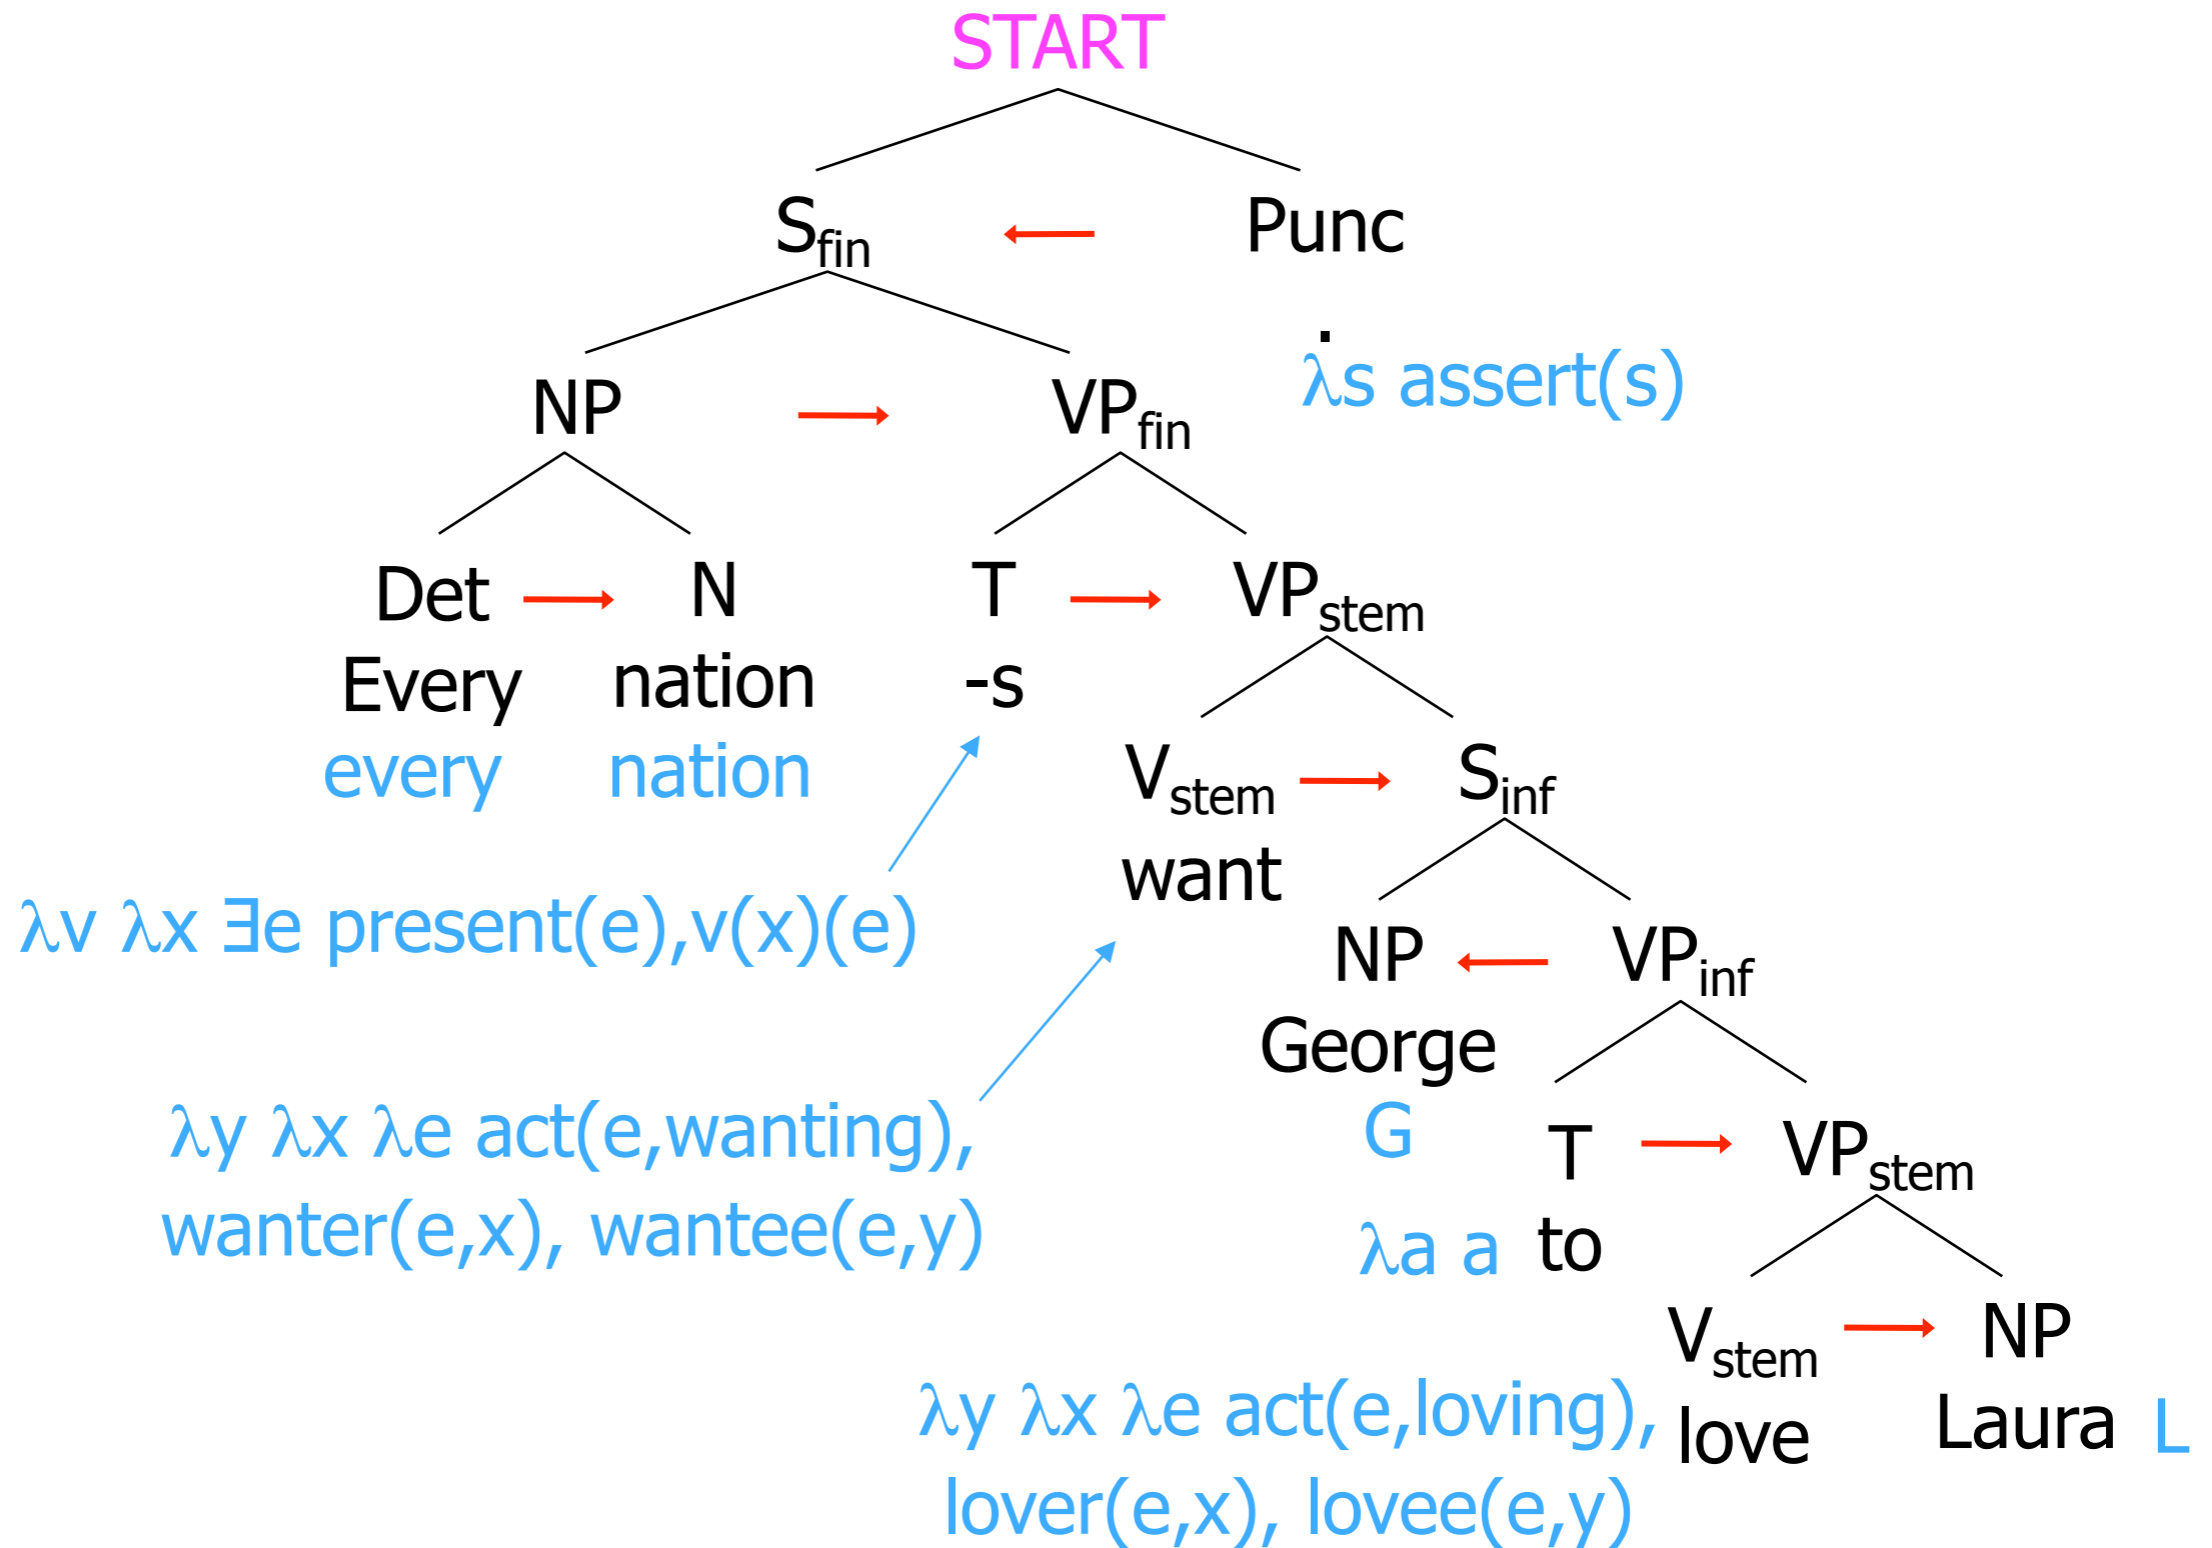 START
Sfin Punc
.
λs assert(s)
NP VPfin
Det N T VPstem
Every nation -s
every nation
Vstem Sinf
want
λv λx ∃e present(e),v(x)(e)
NP VPinf
George
λy λx λe act(e,wanting),
wanter(e,x), wantee(e,y)
G
T VPstem
λa a to
Vstem NP
love Laura L
λy λx λe act(e,loving),
lover(e,x), lovee(e,y)